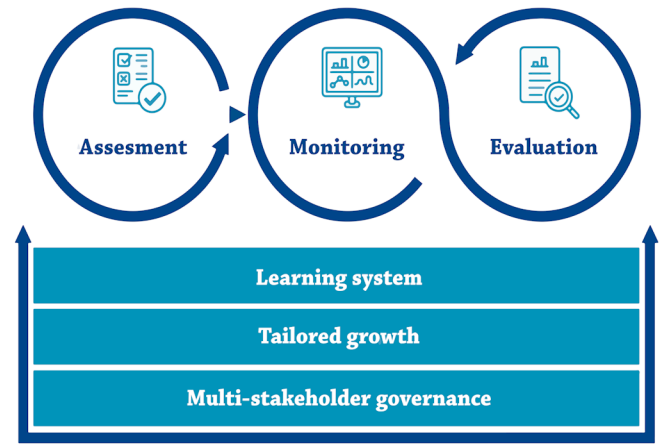 Assesment
Monitoring
Evaluation
Learning system
Tailored growth
Multi-stakeholder governance